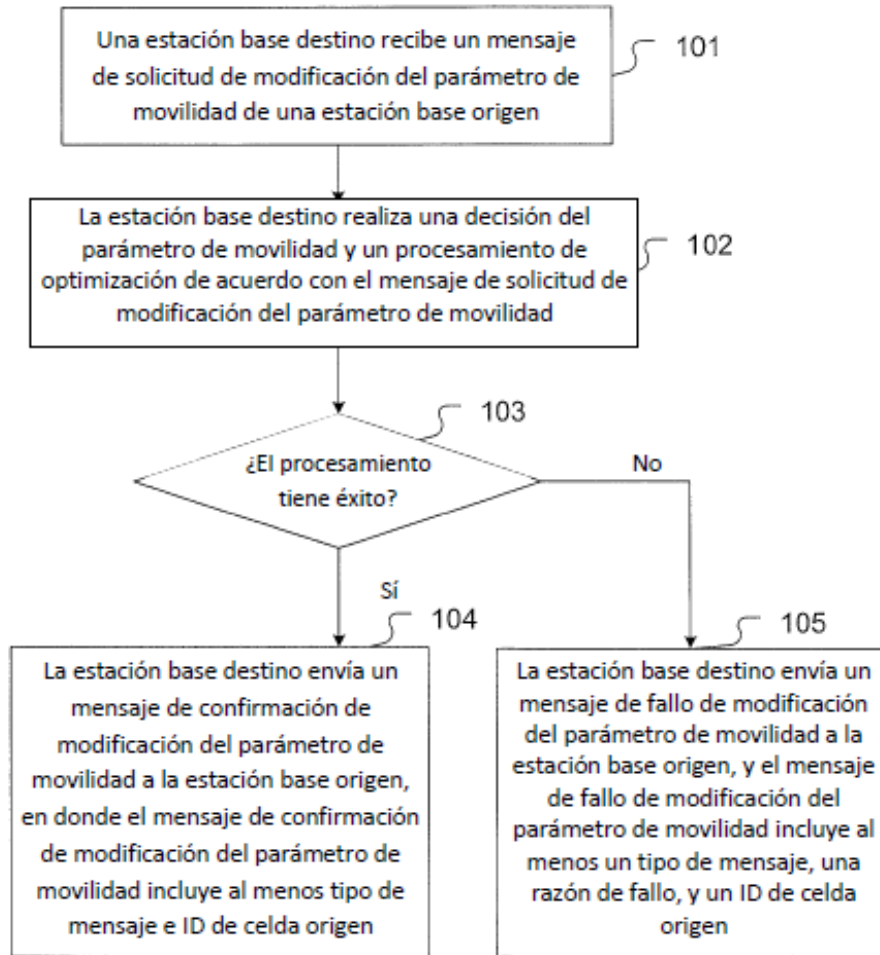 Una estación base destino recibe un mensaje
de solicitud de modificación del parámetro de
movilidad de una estación base origen
101
La estación base destino realiza una decisión del
parámetro de movilidad y un procesamiento de
optimización de acuerdo con el mensaje de solicitud de
modificación del parámetro de movilidad
102
103
¿El procesamiento
tiene éxito?
No
Sí
104
La estación base destino envía un
mensaje de confirmación de
modificación del parámetro de
movilidad a la estación base origen,
en donde el mensaje de confirmación
de modificación del parámetro de
movilidad incluye al menos tipo de
mensaje e ID de celda origen
105
La estación base destino envía un
mensaje de fallo de modificación
del parámetro de movilidad a la
estación base origen, y el mensaje
de fallo de modificación del
parámetro de movilidad incluye al
menos un tipo de mensaje, una
razón de fallo, y un ID de celda
origen